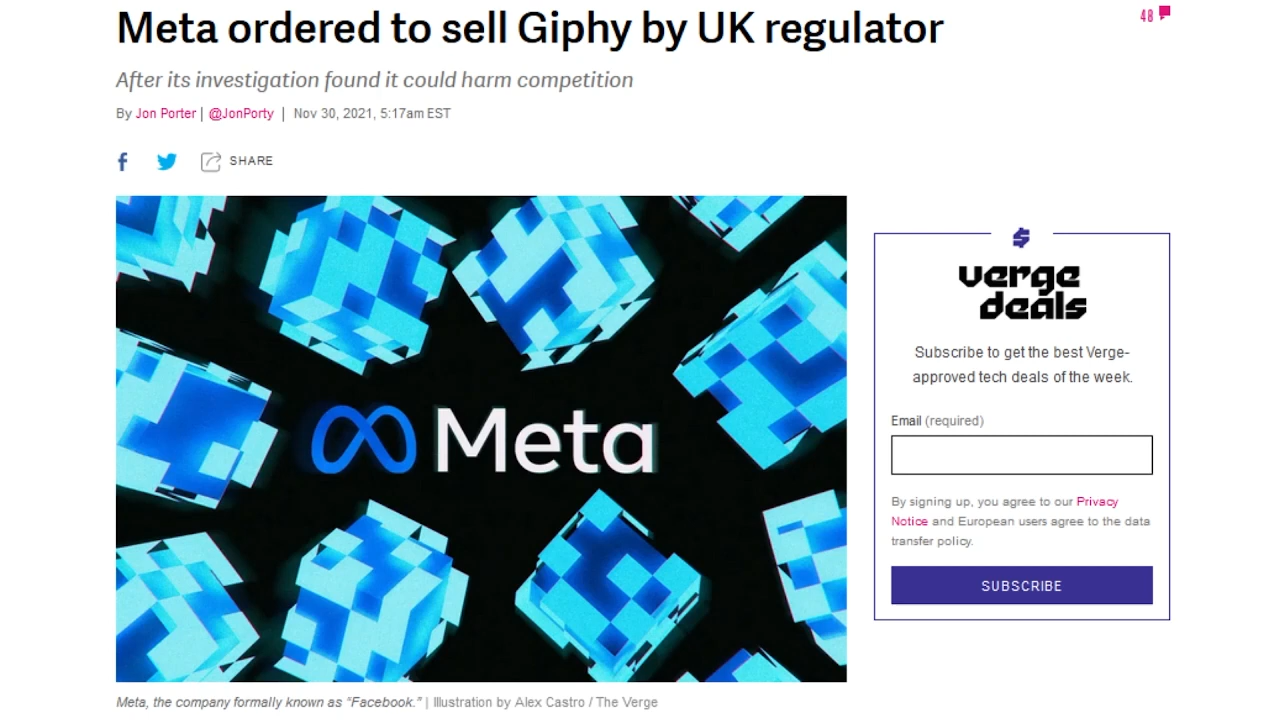 Meta ordered to sell Giphy by UK regulator
48
After its investigation found it could harm competition
By Jon Porter | @JonPorty | Nov 30, 2021, 5:17am EST
SHARE
Meta
Meta, the company formally known as “Facebook.” | Illustration by Alex Castro / The Verge
verge
deals
Subscribe to get the best Verge-
approved tech deals of the week.
Email (required)
By signing up, you agree to our Privacy
Notice and European users agree to the data
transfer policy.
SUBSCRIBE